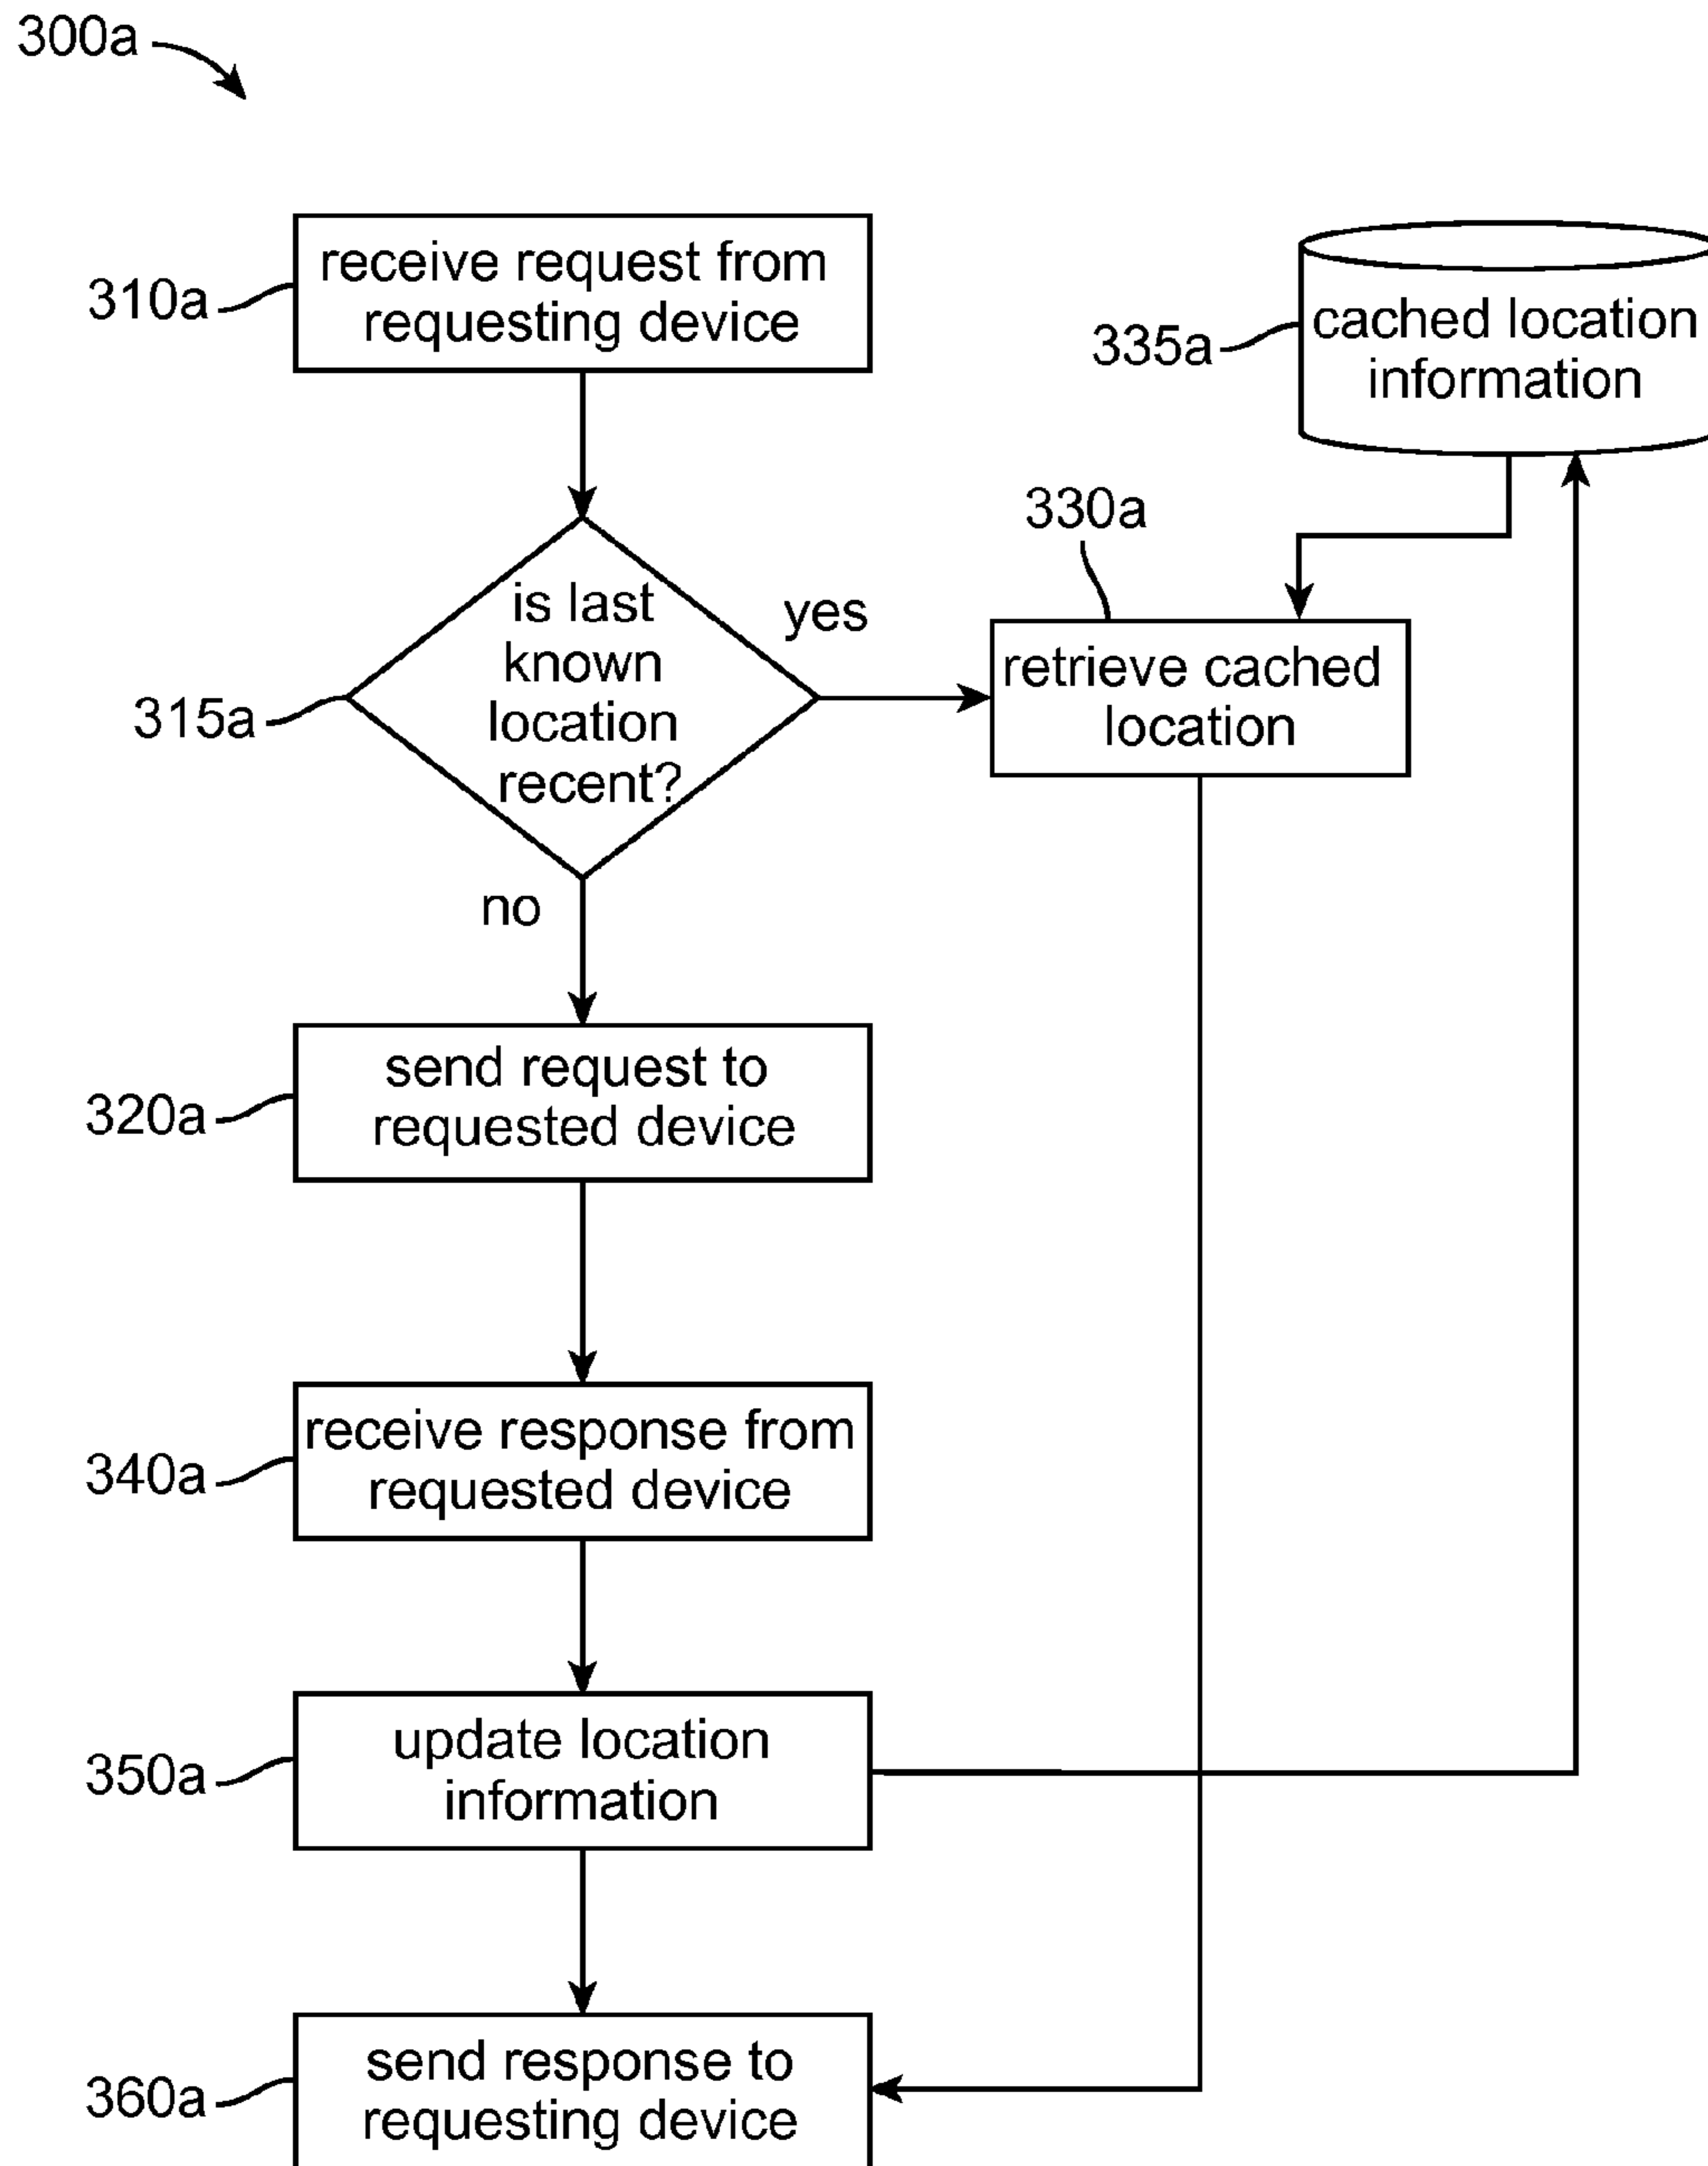 300a
receive request from
requesting device
310a
cached location
information
335a
330a
is last
known
location
recent?
yes
315a
retrieve cached
location
no
send request to
requested device
320a
receive response from
requested device
340a
update location
information
350a
send response to
requesting device
360a